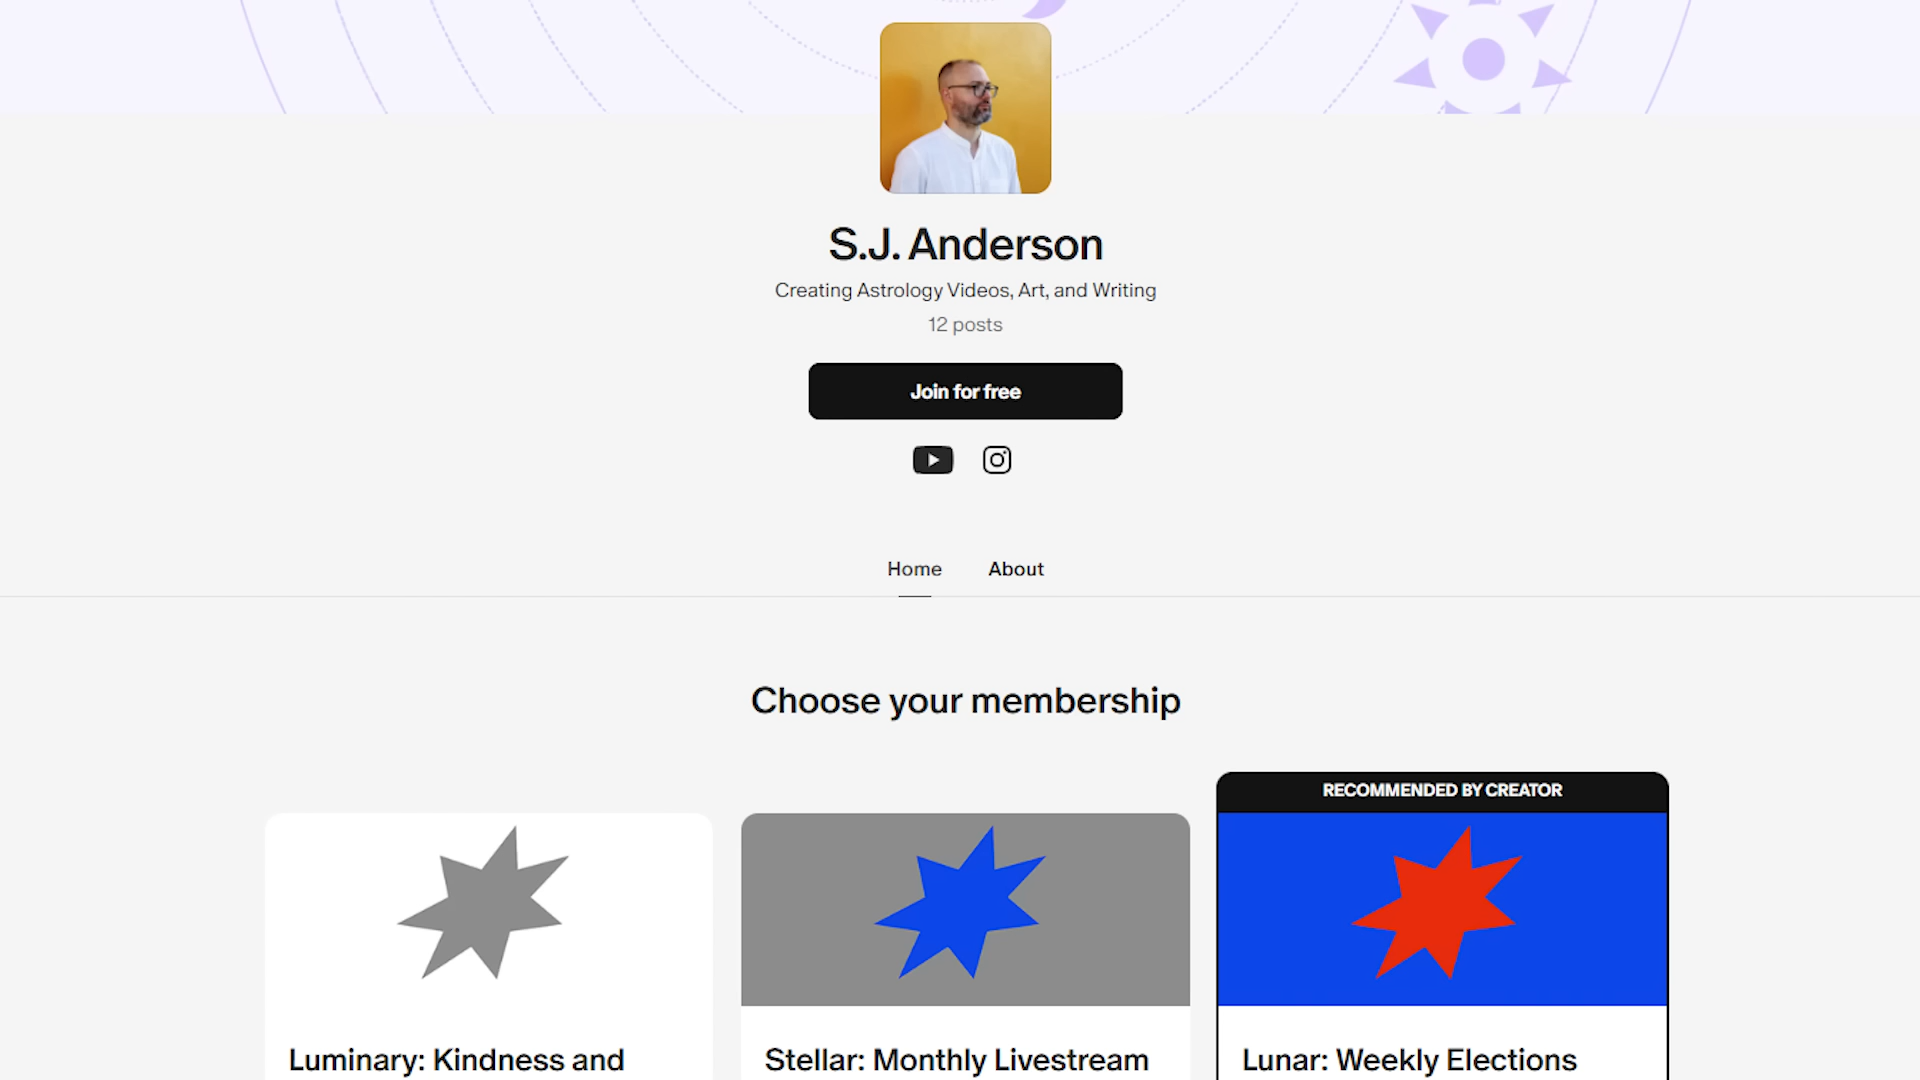 S.J. Anderson
Creating Astrology Videos, Art, and Writing
12 posts
Join for free
Home
About
Choose your membership
RECOMMENDED BY CREATOR
Luminary: Kindness and
Stellar: Monthly Livestream
Lunar: Weekly Elections